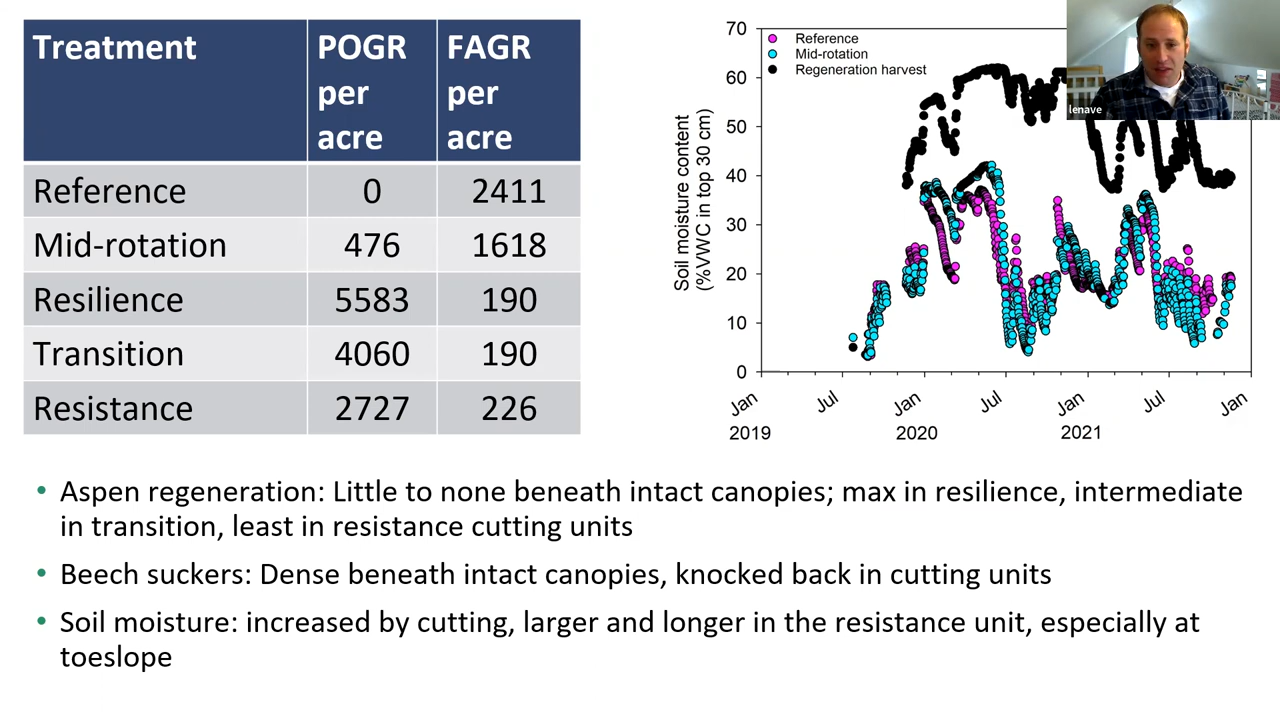 Treatment POGR per acre FAGR per acre
Reference 0 2411
Mid-rotation 476 1618
Resilience 5583 190
Transition 4060 190
Resistance 2727 226
Reference
Mid-rotation
Regeneration harvest
lenave
Soil moisture content
(%VWC in top 30 cm)
70
60
50
40
30
20
10
0
Jan Jul Jan Jul Jan Jul Jan
2019 2020 2021
• Aspen regeneration: Little to none beneath intact canopies; max in resilience, intermediate
in transition, least in resistance cutting units
• Beech suckers: Dense beneath intact canopies, knocked back in cutting units
• Soil moisture: increased by cutting, larger and longer in the resistance unit, especially at
toeslope